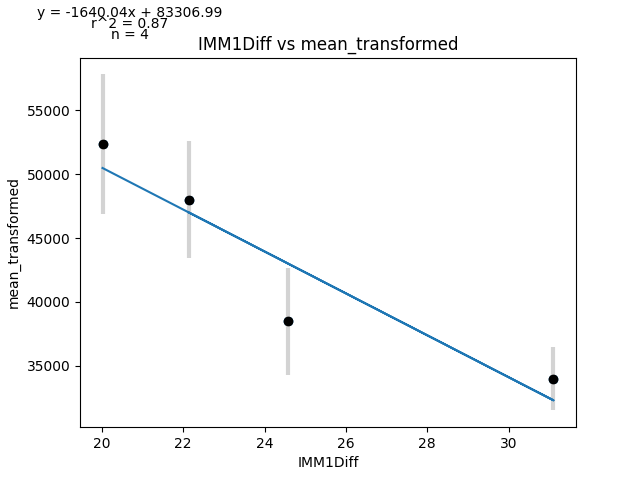 y = -1640.04x + 83306.99
r^2 = 0.87
n = 4
IMM1Diff vs mean_transformed
55000
50000
45000
40000
35000
mean_transformed
20 22 24 26 28 30
IMM1Diff